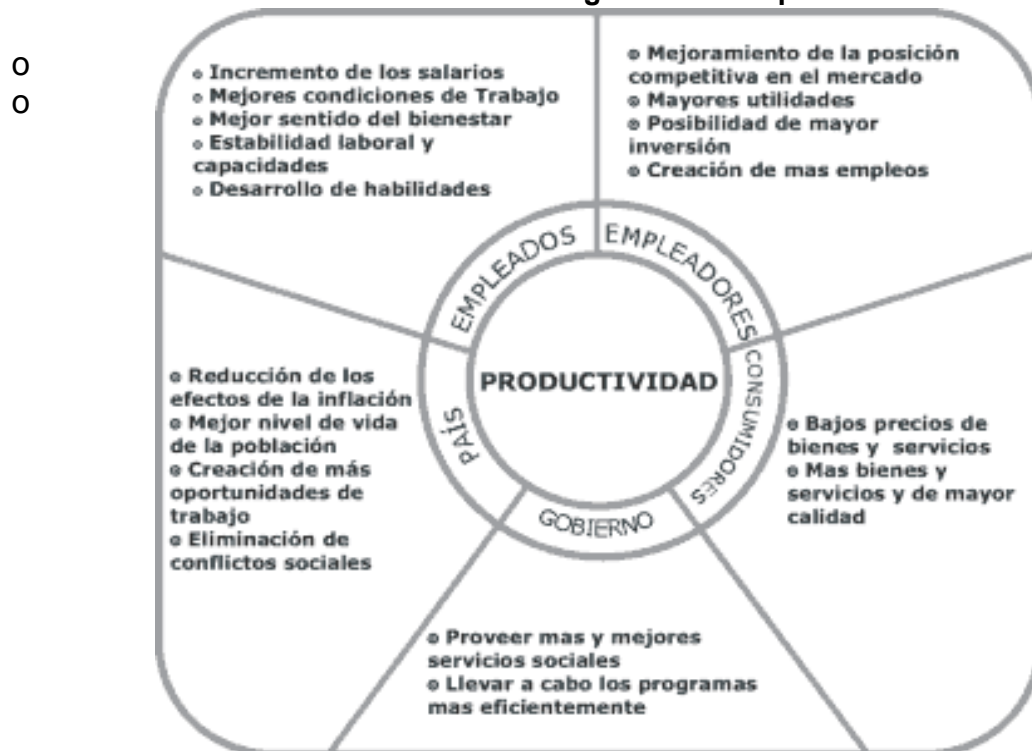 o
o
๏ Incremento de los salarios
๏ Mejores condiciones de Trabajo
๏ Mejor sentido del bienestar
๏ Estabilidad laboral y
capacidades
๏ Desarrollo de habilidades
๏ Mejoramiento de la posición
competitiva en el mercado
๏ Mayores utilidades
๏ Posibilidad de mayor
inversión
๏ Creación de mas empleos
EMPLEADOS
EMPLEADORES
CONSUMIDORES
GOBIERNO
PAÍS
PRODUCTIVIDAD
๏ Reducción de los
efectos de la inflación
๏ Mejor nivel de vida
de la población
๏ Creación de más
oportunidades de
trabajo
๏ Eliminación de
conflictos sociales
๏ Bajos precios de
bienes y servicios
๏ Mas bienes y
servicios y de mayor
calidad
๏ Proveer mas y mejores
servicios sociales
๏ Llevar a cabo los programas
mas eficientemente